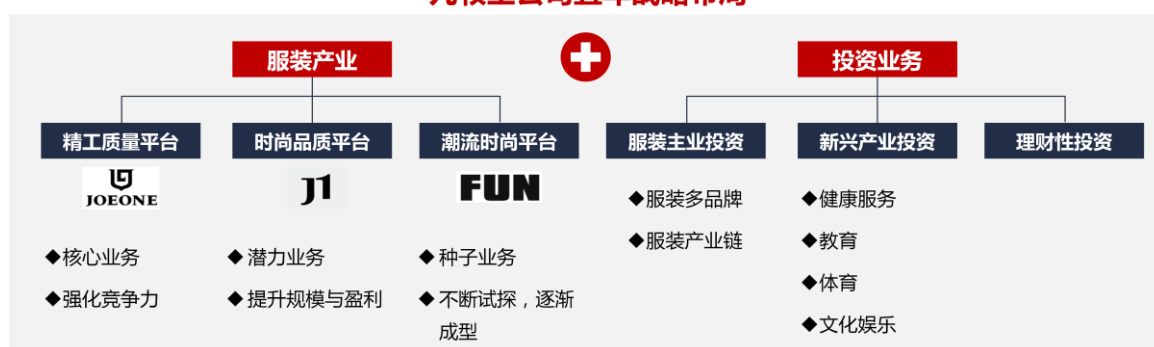 服装产业
投资业务
精工质量平台
时尚品质平台
潮流时尚平台
服装主业投资
新兴产业投资
理财性投资
JOEONE
J1
FUN
◆核心业务
◆强化竞争力
◆潜力业务
◆提升规模与盈利
◆种子业务
◆不断试探，逐渐
成型
◆服装多品牌
◆服装产业链
◆健康服务
◆教育
◆体育
◆文化娱乐